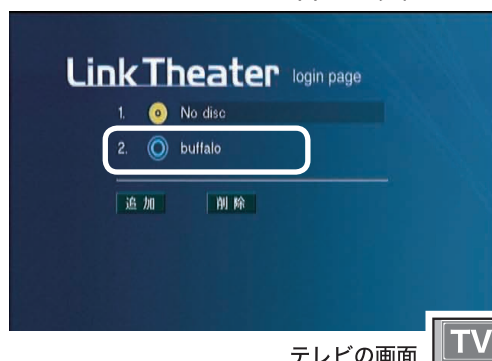 LinkTheater login page
1. No disc
2. buffalo
追加 削除
テレビの画面 TV